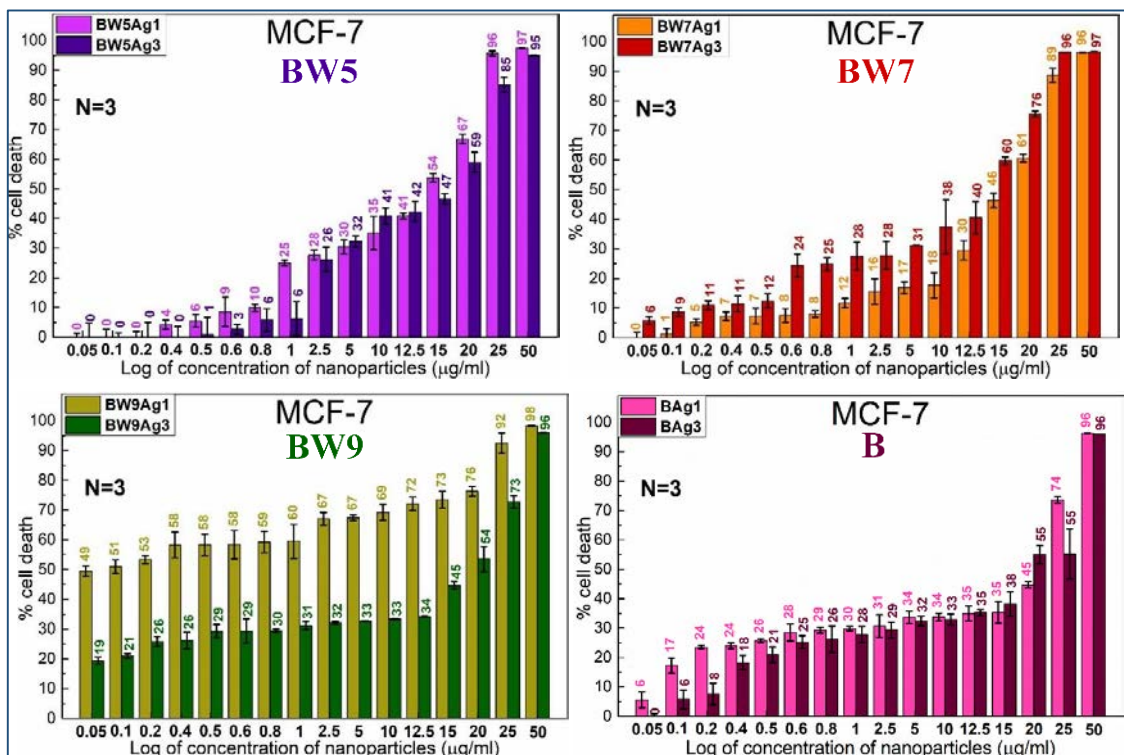 BW5Ag1
BW5Ag3
MCF-7
BW5
N=3
% cell death
100
90
80
70
60
50
40
30
20
10
0
0 0 0 4 6 9 10 25 28 30 35 41 54 67 96 97
0 0 0 0 1 3 6 6 26 32 41 42 47 59 85 95
0.05 0.1 0.2 0.4 0.5 0.6 0.8 1 2.5 5 10 12.5 15 20 25 50
Log of concentration of nanoparticles (µg/ml)
BW7Ag1
BW7Ag3
MCF-7
BW7
N=3
% cell death
100
90
80
70
60
50
40
30
20
10
0
0 1 5 7 7 8 8 12 16 17 18 30 46 61 89 96
6 9 11 11 12 24 25 28 28 31 38 40 60 76 96 97
0.05 0.1 0.2 0.4 0.5 0.6 0.8 1 2.5 5 10 12.5 15 20 25 50
Log of concentration of nanoparticles (µg/ml)
BW9Ag1
BW9Ag3
MCF-7
BW9
N=3
% cell death
100
90
80
70
60
50
40
30
20
10
0
49 51 53 58 58 58 59 60 67 67 69 72 73 76 92 98
19 21 26 26 29 29 30 31 32 33 33 34 45 54 73 96
0.05 0.1 0.2 0.4 0.5 0.6 0.8 1 2.5 5 10 12.5 15 20 25 50
Log of concentration of nanoparticles (µg/ml)
BAg1
BAg3
MCF-7
B
N=3
% cell death
100
90
80
70
60
50
40
30
20
10
0
6 17 24 24 26 28 29 30 31 34 34 35 35 45 74 96
0 6 8 18 21 25 26 28 29 32 33 35 38 55 55 96
0.05 0.1 0.2 0.4 0.5 0.6 0.8 1 2.5 5 10 12.5 15 20 25 50
Log of concentration of nanoparticles (µg/ml)